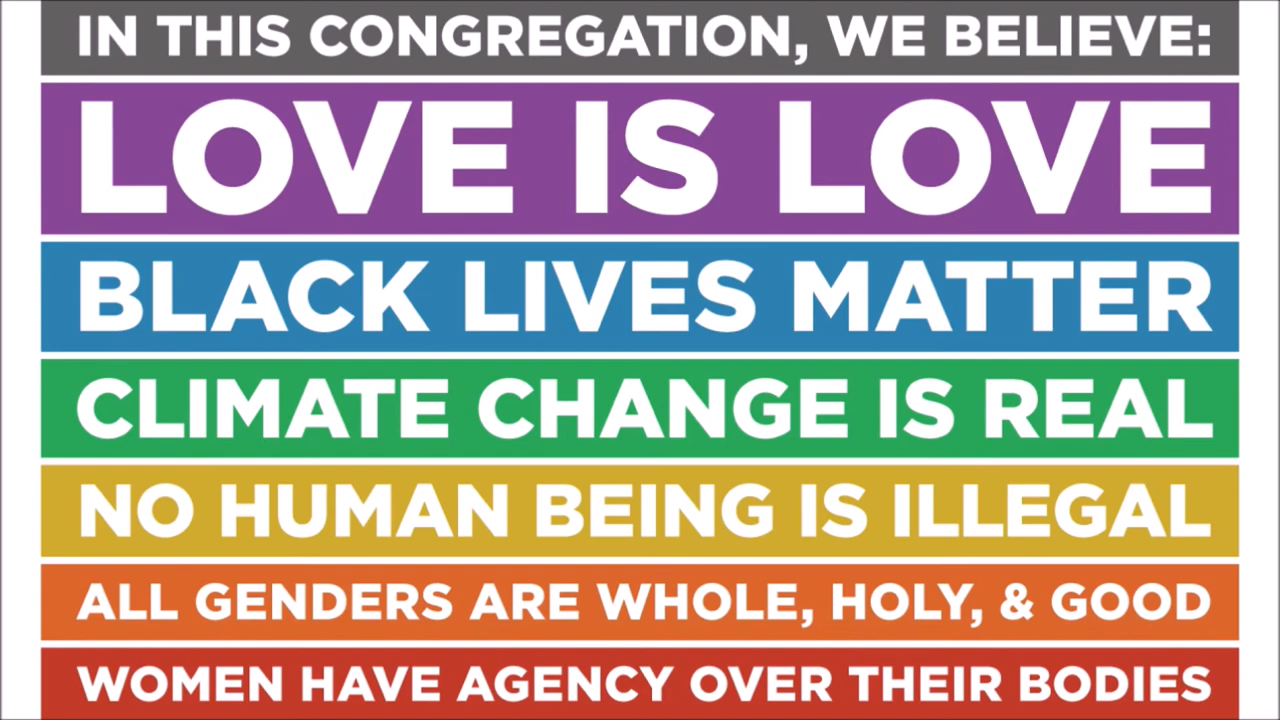 IN THIS CONGREGATION, WE BELIEVE:
LOVE IS LOVE
BLACK LIVES MATTER
CLIMATE CHANGE IS REAL
NO HUMAN BEING IS ILLEGAL
ALL GENDERS ARE WHOLE, HOLY, & GOOD
WOMEN HAVE AGENCY OVER THEIR BODIES